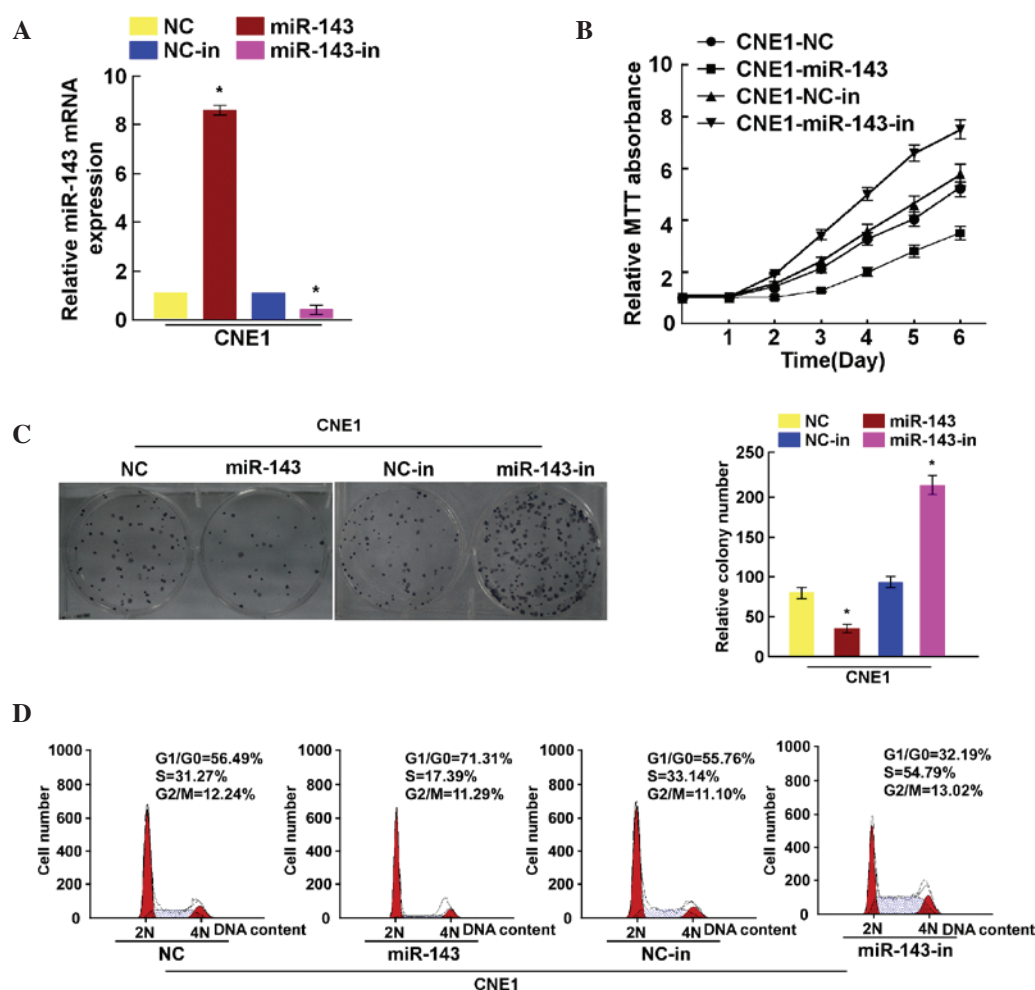 A
NC miR-143
NC-in miR-143-in
Relative miR-143 mRNA
expression
10
8
6
4
2
0
*
*
CNE1
B
CNE1-NC
CNE1-miR-143
CNE1-NC-in
CNE1-miR-143-in
Relative MTT absorbance
10
8
6
4
2
0
1 2 3 4 5 6
Time(Day)
C
CNE1
NC miR-143 NC-in miR-143-in
NC miR-143
NC-in miR-143-in
Relative colony number
250
200
100
50
0
*
*
CNE1
D
Cell number
1000
800
600
400
200
0
G1/G0=56.49%
S=31.27%
G2/M=12.24%
2N 4N DNA content
NC
Cell number
1000
800
600
400
200
0
G1/G0=71.31%
S=17.39%
G2/M=11.29%
2N 4N DNA content
miR-143
Cell number
1000
800
600
400
200
0
G1/G0=55.76%
S=33.14%
G2/M=11.10%
2N 4N DNA content
NC-in
Cell number
1000
800
600
400
200
0
G1/G0=32.19%
S=54.79%
G2/M=13.02%
2N 4N DNA content
miR-143-in
CNE1